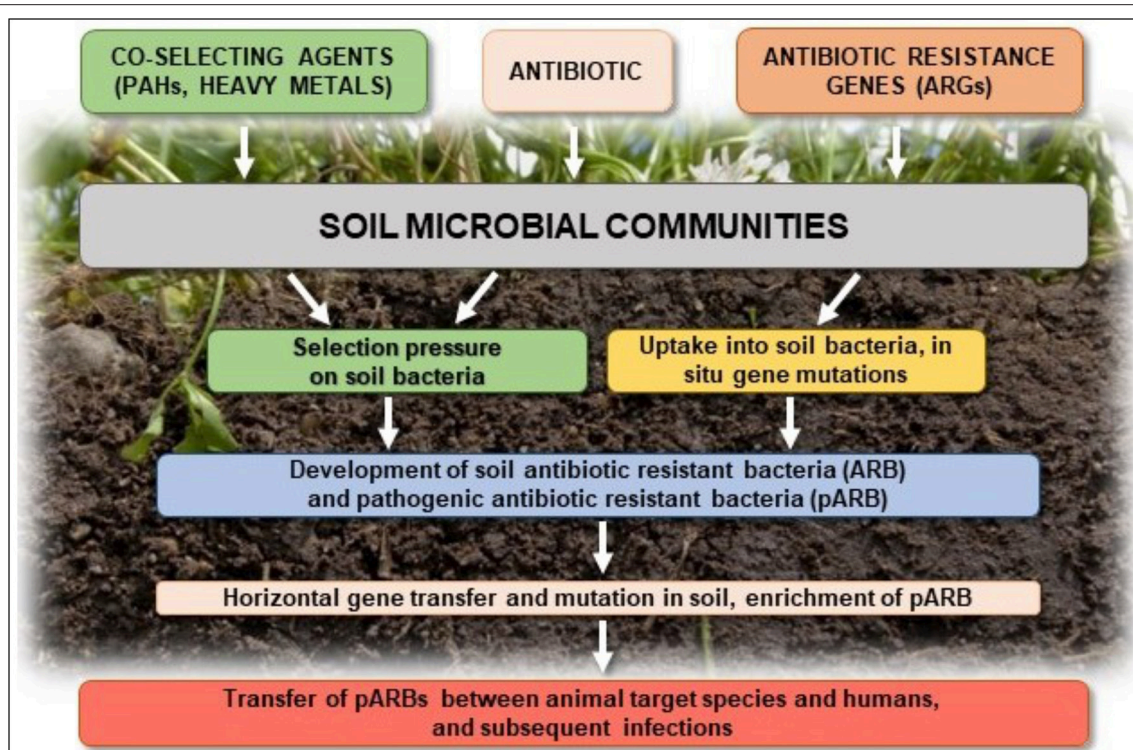 CO-SELECTING AGENTS
(PAHs, HEAVY METALS)
ANTIBIOTIC
ANTIBIOTIC RESISTANCE
GENES (ARGs)
SOIL MICROBIAL COMMUNITIES
Selection pressure
on soil bacteria
Uptake into soil bacteria, in
situ gene mutations
Development of soil antibiotic resistant bacteria (ARB)
and pathogenic antibiotic resistant bacteria (pARB)
Horizontal gene transfer and mutation in soil, enrichment of pARB
Transfer of pARBs between animal target species and humans,
and subsequent infections